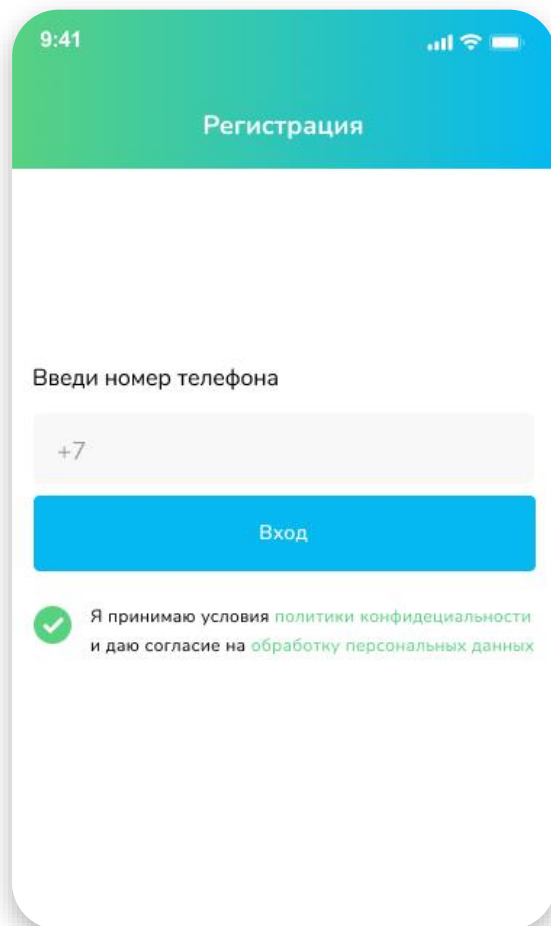 9:41
Регистрация
Введи номер телефона
+7
Вход
Я принимаю условия политики конфидециальности
и даю согласие на обработку персональных данных